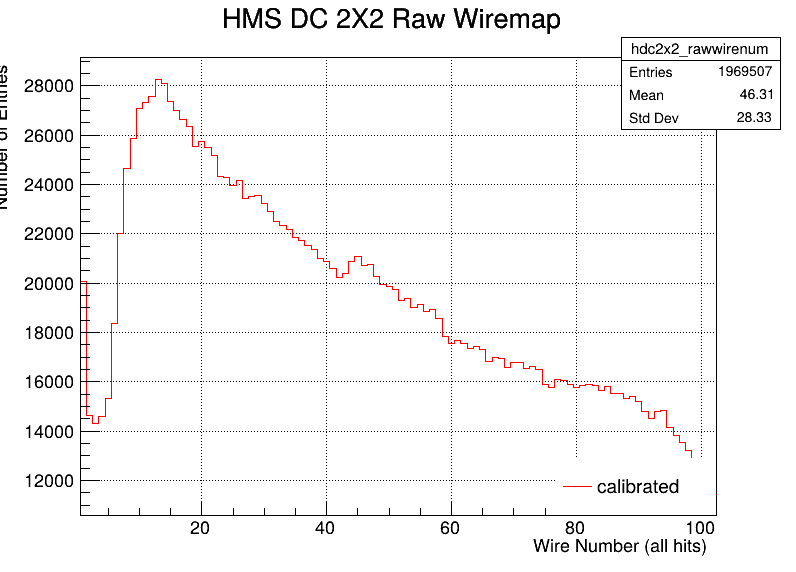 HMS DC 2X2 Raw Wiremap
hdc2x2_rawwirenum
Entries 1969507
Mean 46.31
Std Dev 28.33
Number of Entries
28000
26000
24000
22000
20000
18000
16000
14000
12000
calibrated
20 40 60 80 100
Wire Number (all hits)